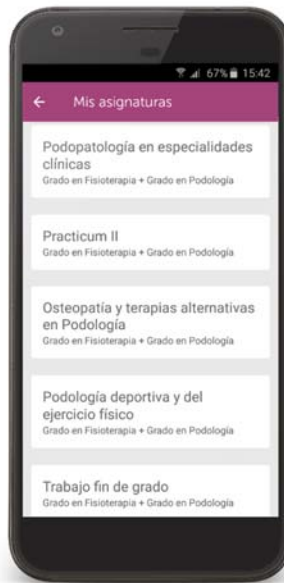 67% 15:42
Mis asignaturas
Podopatología en especialidades
clínicas
Grado en Fisioterapia + Grado en Podología
Practicum II
Grado en Fisioterapia + Grado en Podología
Osteopatía y terapias alternativas
en Podología
Grado en Fisioterapia + Grado en Podología
Podología deportiva y del
ejercicio físico
Grado en Fisioterapia + Grado en Podología
Trabajo fin de grado
Grado en Fisioterapia + Grado en Podología